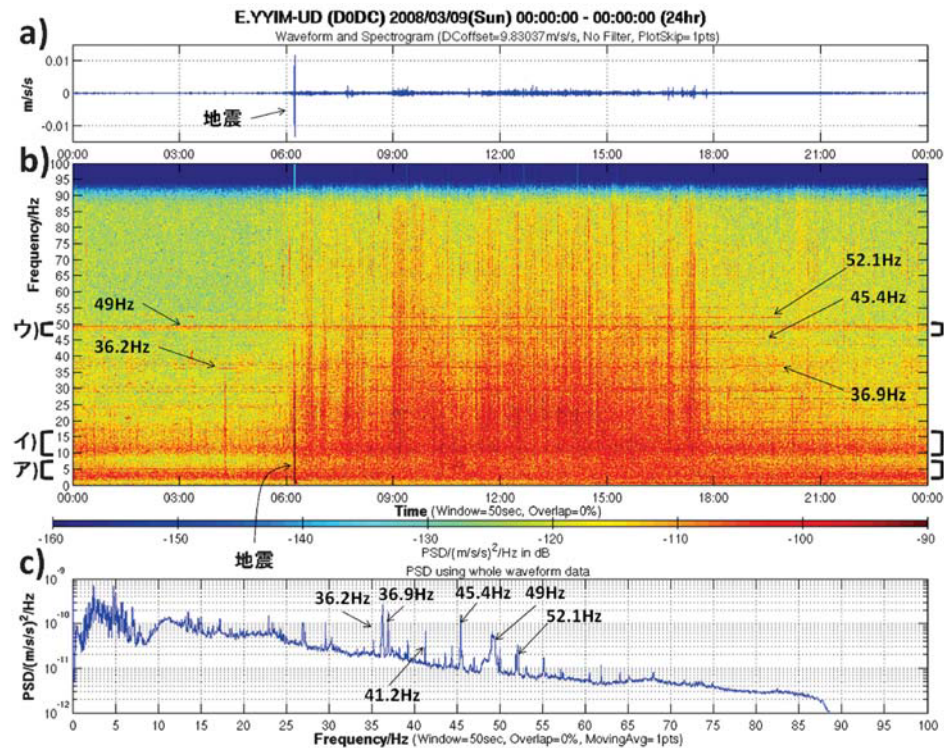 E.YYIM-UD (D0DC) 2008/03/09(Sun) 00:00:00 - 00:00:00 (24hr)
a)
Waveform and Spectrogram (DCoffset=9.83037m/s/s, No Filter, PlotSkip=1pts)
m/s/s
0.01
0
-0.01
地震
00:00 03:00 06:00 09:00 12:00 15:00 18:00 21:00 00:00
b)
Frequency/Hz
100
95
90
85
80
75
70
65
60
55
50
45
40
35
30
25
20
15
10
5
0
49Hz
36.2Hz
52.1Hz
45.4Hz
36.9Hz
ウ)
イ)
ア)
00:00 03:00 06:00 09:00 12:00 15:00 18:00 21:00 00:00
Time (Window=50sec, Overlap=0%)
-160 -150 -140 -130 -120 -110 -100 -90
PSD/(m/s/s)²/Hz in dB
地震
c)
PSD using whole waveform data
PSD/(m/s/s)²/Hz
10⁻⁹
10⁻¹⁰
10⁻¹¹
10⁻¹²
36.2Hz
36.9Hz
45.4Hz
49Hz
52.1Hz
41.2Hz
0 5 10 15 20 25 30 35 40 45 50 55 60 65 70 75 80 85 90 95 100
Frequency/Hz (Window=50sec, Overlap=0%, MovingAvg=1pts)